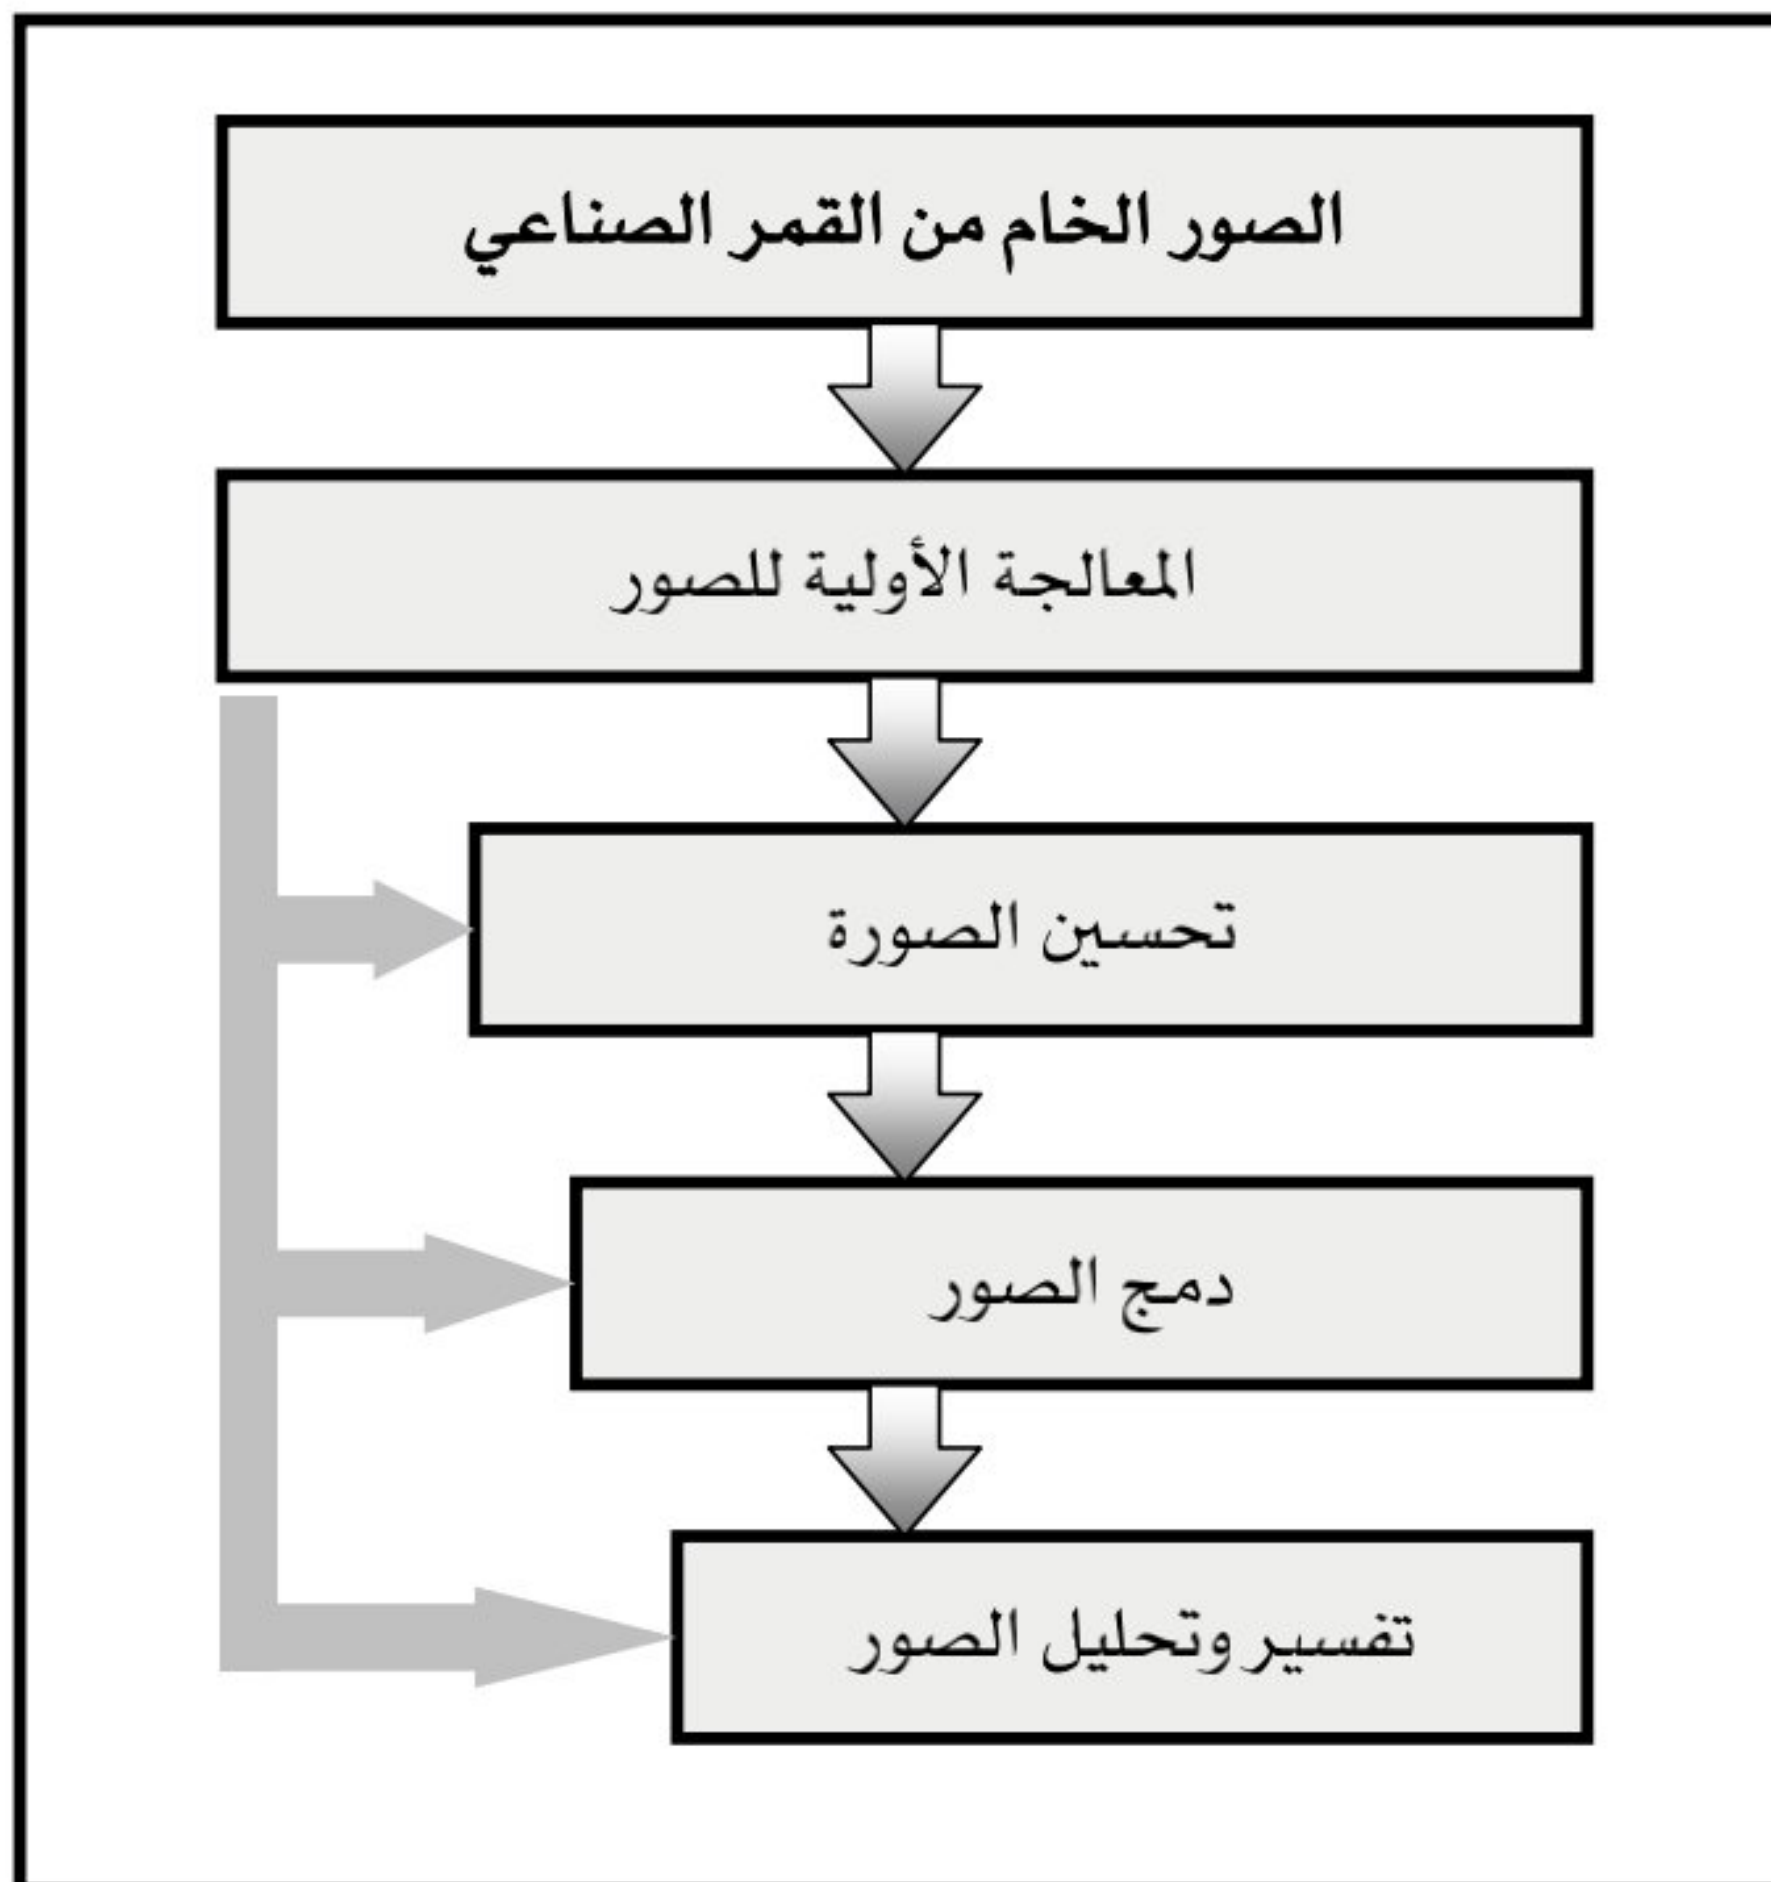 الصور الخام من القمر الصناعي
المعالجة الأولية للصور
تحسين الصورة
دمج الصور
تفسير وتحليل الصور